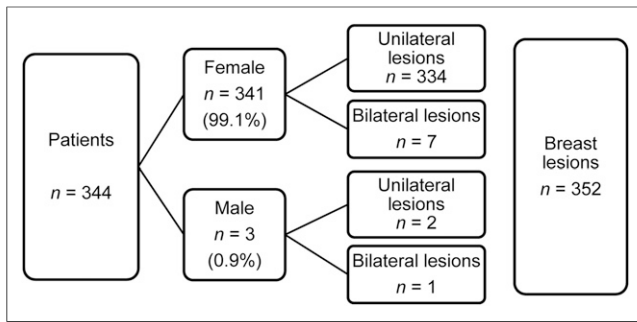 Patients
n = 344
Female
n = 341
(99.1%)
Male
n = 3
(0.9%)
Unilateral
lesions
n = 334
Bilateral lesions
n = 7
Unilateral
lesions
n = 2
Bilateral lesions
n = 1
Breast
lesions
n = 352